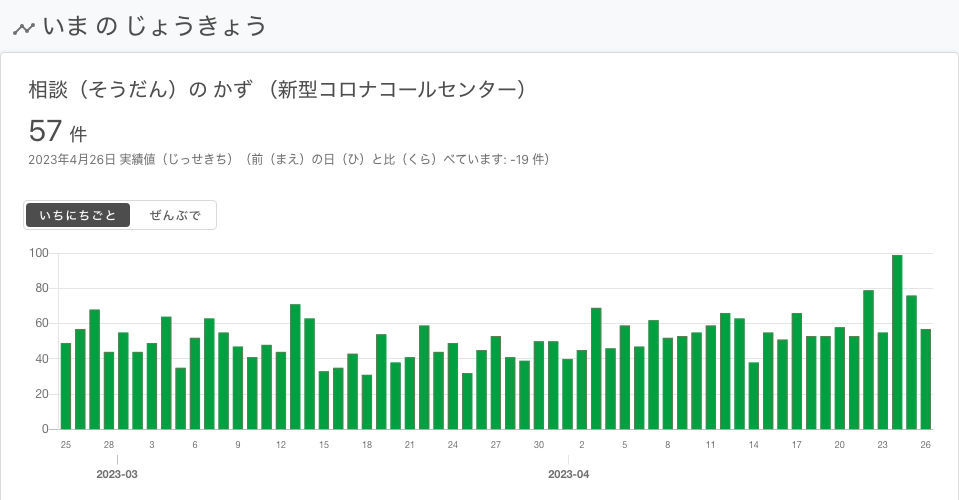 いま の じょうきょう
相談（そうだん）の かず （新型コロナコールセンター）
57 件
2023年4月26日 実績値（じっせきち）（前（まえ）の日（ひ）と比（くら）べています: -19 件）
いちにちごと ぜんぶで
100
80
60
40
20
0
25 28 3 6 9 12 15 18 21 24 27 30 2 5 8 11 14 17 20 23 26
2023-03 2023-04